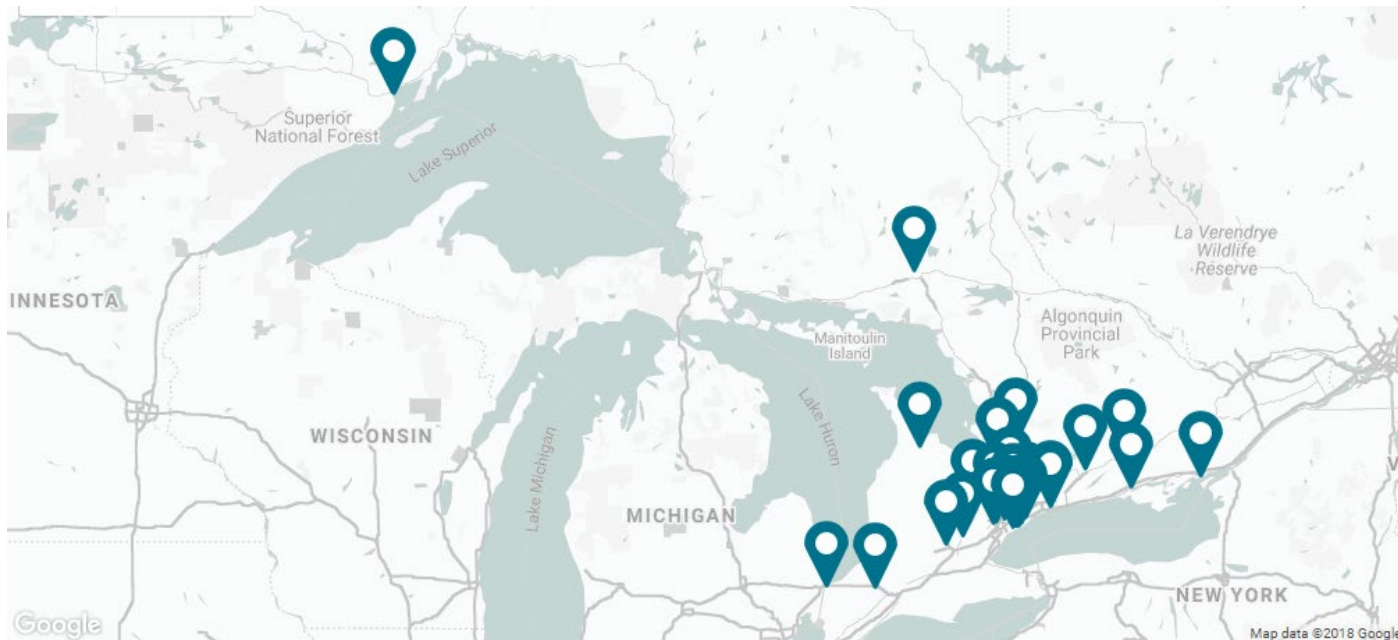 Superior
National Forest
Lake Superior
La Verendrye
Wildlife
Reserve
INNESOTA
Algonquin
Provincial
Park
Manitoulin
Island
Lake Huron
WISCONSIN
Lake Michigan
MICHIGAN
V
NEW YORK
Google
Map data ©2018 Googl